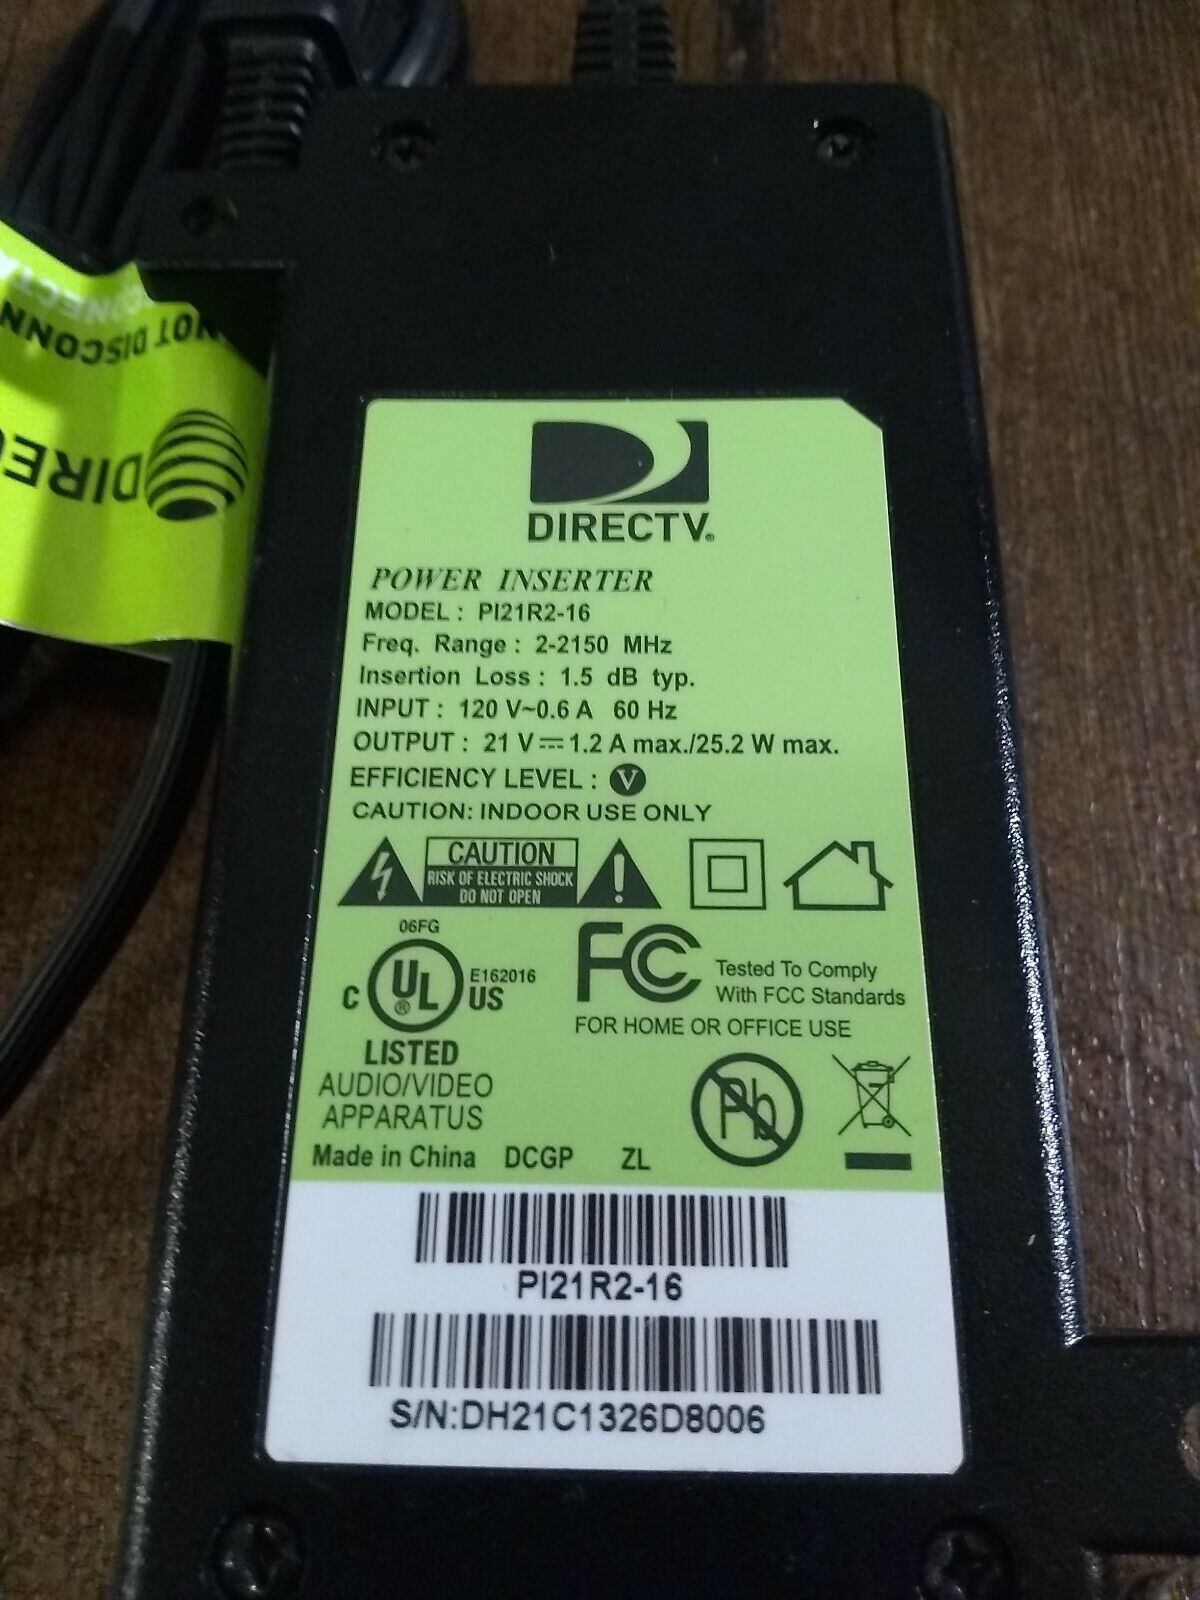 CONNECT
NOT DISCONN
DIREC
DIRECTV®
POWER INSERTER
MODEL : PI21R2-16
Freq. Range : 2-2150 MHz
Insertion Loss : 1.5 dB typ.
INPUT : 120 V~0.6 A 60 Hz
OUTPUT : 21 V⎓1.2 A max./25.2 W max.
EFFICIENCY LEVEL : V
CAUTION: INDOOR USE ONLY
CAUTION
RISK OF ELECTRIC SHOCK
DO NOT OPEN
06FG
C UL® US
E162016
LISTED
AUDIO/VIDEO
APPARATUS
FC
Tested To Comply
With FCC Standards
FOR HOME OR OFFICE USE
Pb
Made in China DCGP ZL
PI21R2-16
S/N:DH21C1326D8006